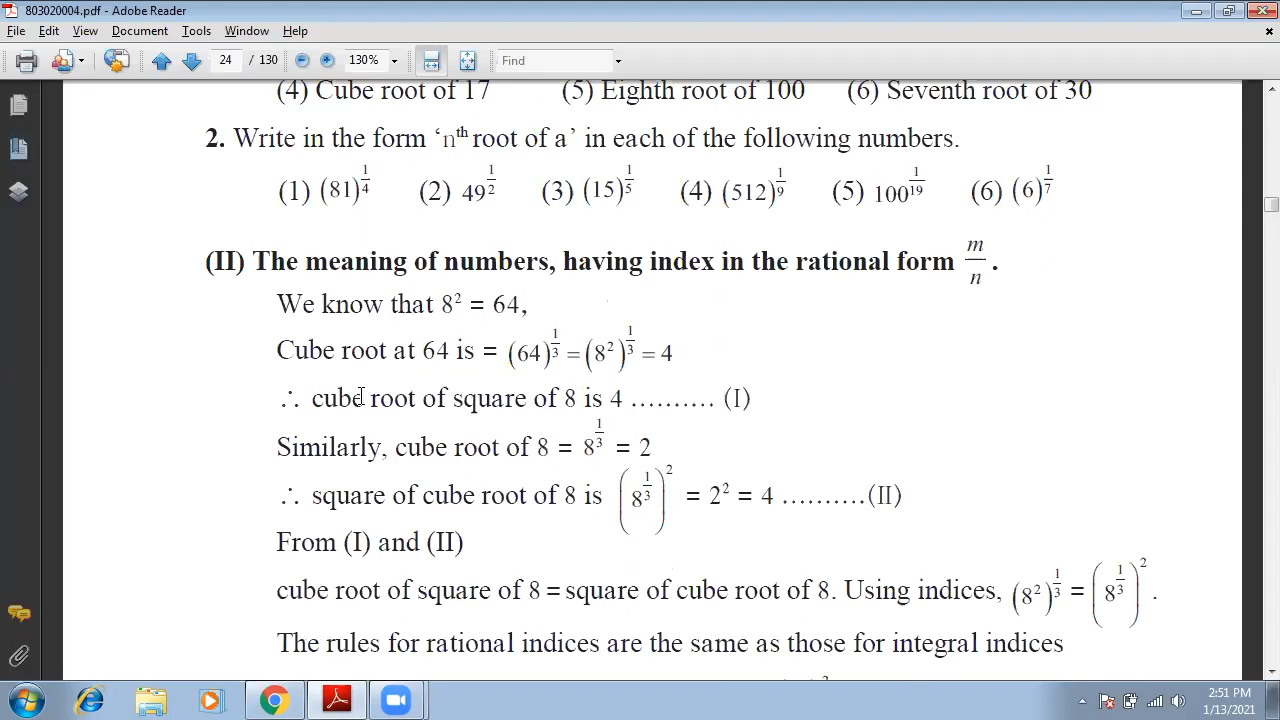 803020004.pdf - Adobe Reader
File Edit View Document Tools Window Help
24 / 130 130% Find
(4) Cube root of 17 (5) Eighth root of 100 (6) Seventh root of 30
2. Write in the form ‘nᵗʰ root of a’ in each of the following numbers.
(1) (81)^(1/4) (2) 49^(1/2) (3) (15)^(1/5) (4) (512)^(1/9) (5) 100^(1/19) (6) (6)^(1/7)
(II) The meaning of numbers, having index in the rational form m/n.
We know that 8² = 64,
Cube root at 64 is = (64)^(1/3) = (8²)^(1/3) = 4
∴ cube root of square of 8 is 4 .......... (I)
Similarly, cube root of 8 = 8^(1/3) = 2
∴ square of cube root of 8 is (8^(1/3))² = 2² = 4 ..........(II)
From (I) and (II)
cube root of square of 8 = square of cube root of 8. Using indices, (8²)^(1/3) = (8^(1/3))².
The rules for rational indices are the same as those for integral indices
2:51 PM
1/13/2021